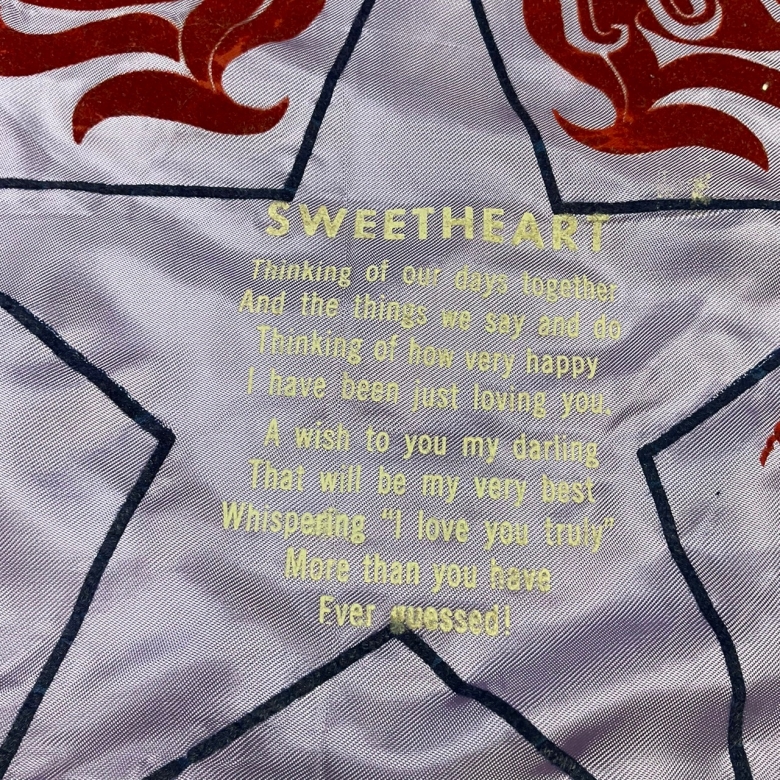 SWEETHEART
Thinking of our days together
And the things we say and do
Thinking of how very happy
I have been just loving you.
A wish to you my darling
That will be my very best
Whispering "I love you truly"
More than you have
Ever guessed!